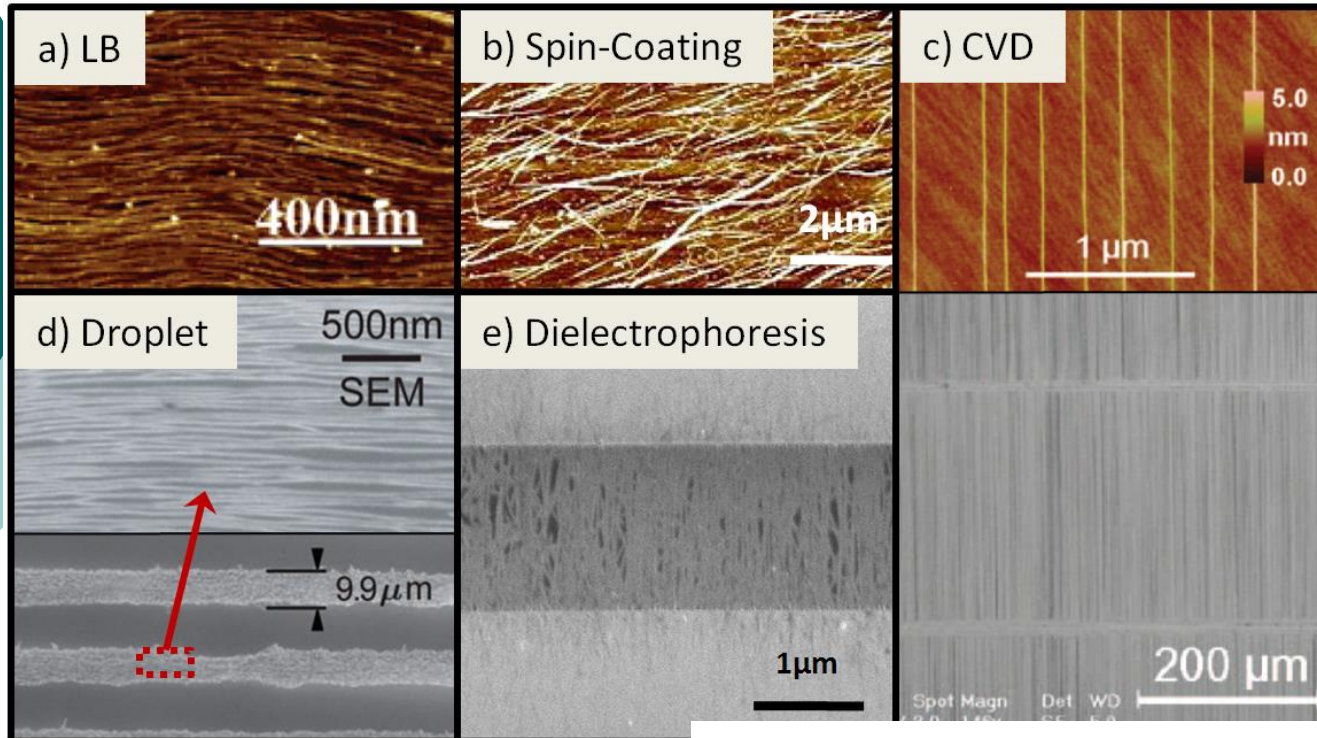 a) LB
400nm
b) Spin-Coating
2µm
c) CVD
5.0
nm
0.0
1 µm
d) Droplet
500nm
SEM
9.9µm
e) Dielectrophoresis
1µm
200 µm
Spot Magn Det WD